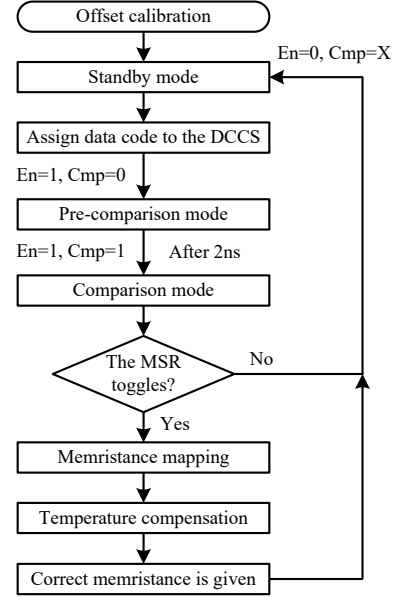 Offset calibration
En=0, Cmp=X
Standby mode
Assign data code to the DCCS
En=1, Cmp=0
Pre-comparison mode
En=1, Cmp=1
After 2ns
Comparison mode
The MSR
toggles?
No
Yes
Memristance mapping
Temperature compensation
Correct memristance is given